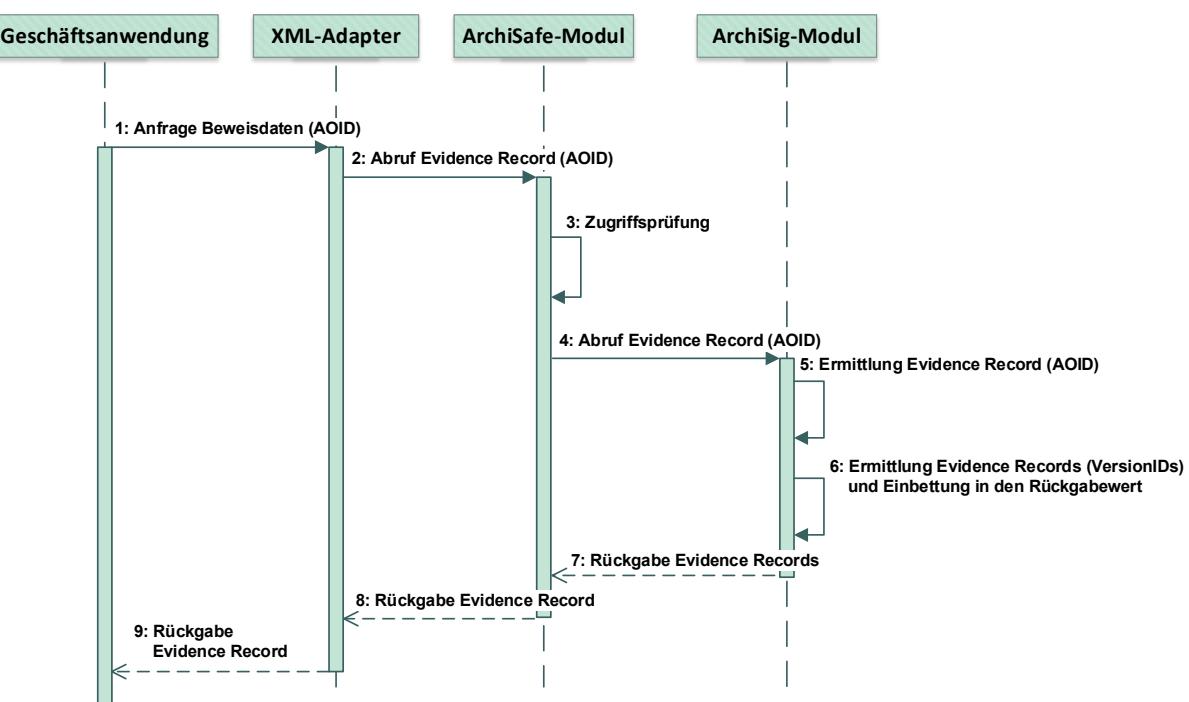 Geschäftsanwendung
XML-Adapter
ArchiSafe-Modul
ArchiSig-Modul
1: Anfrage Beweisdaten (AOID)
2: Abruf Evidence Record (AOID)
3: Zugriffsprüfung
4: Abruf Evidence Record (AOID)
5: Ermittlung Evidence Record (AOID)
6: Ermittlung Evidence Records (VersionIDs)
und Einbettung in den Rückgabewert
7: Rückgabe Evidence Records
8: Rückgabe Evidence Record
9: Rückgabe
Evidence Record